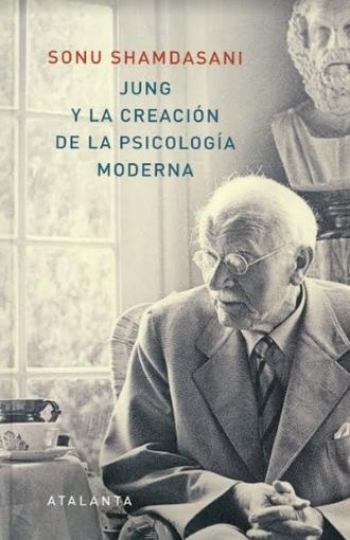 SONU SHAMDASANI
JUNG
Y LA CREACIÓN
DE LA PSICOLOGÍA
MODERNA
ATALANTA